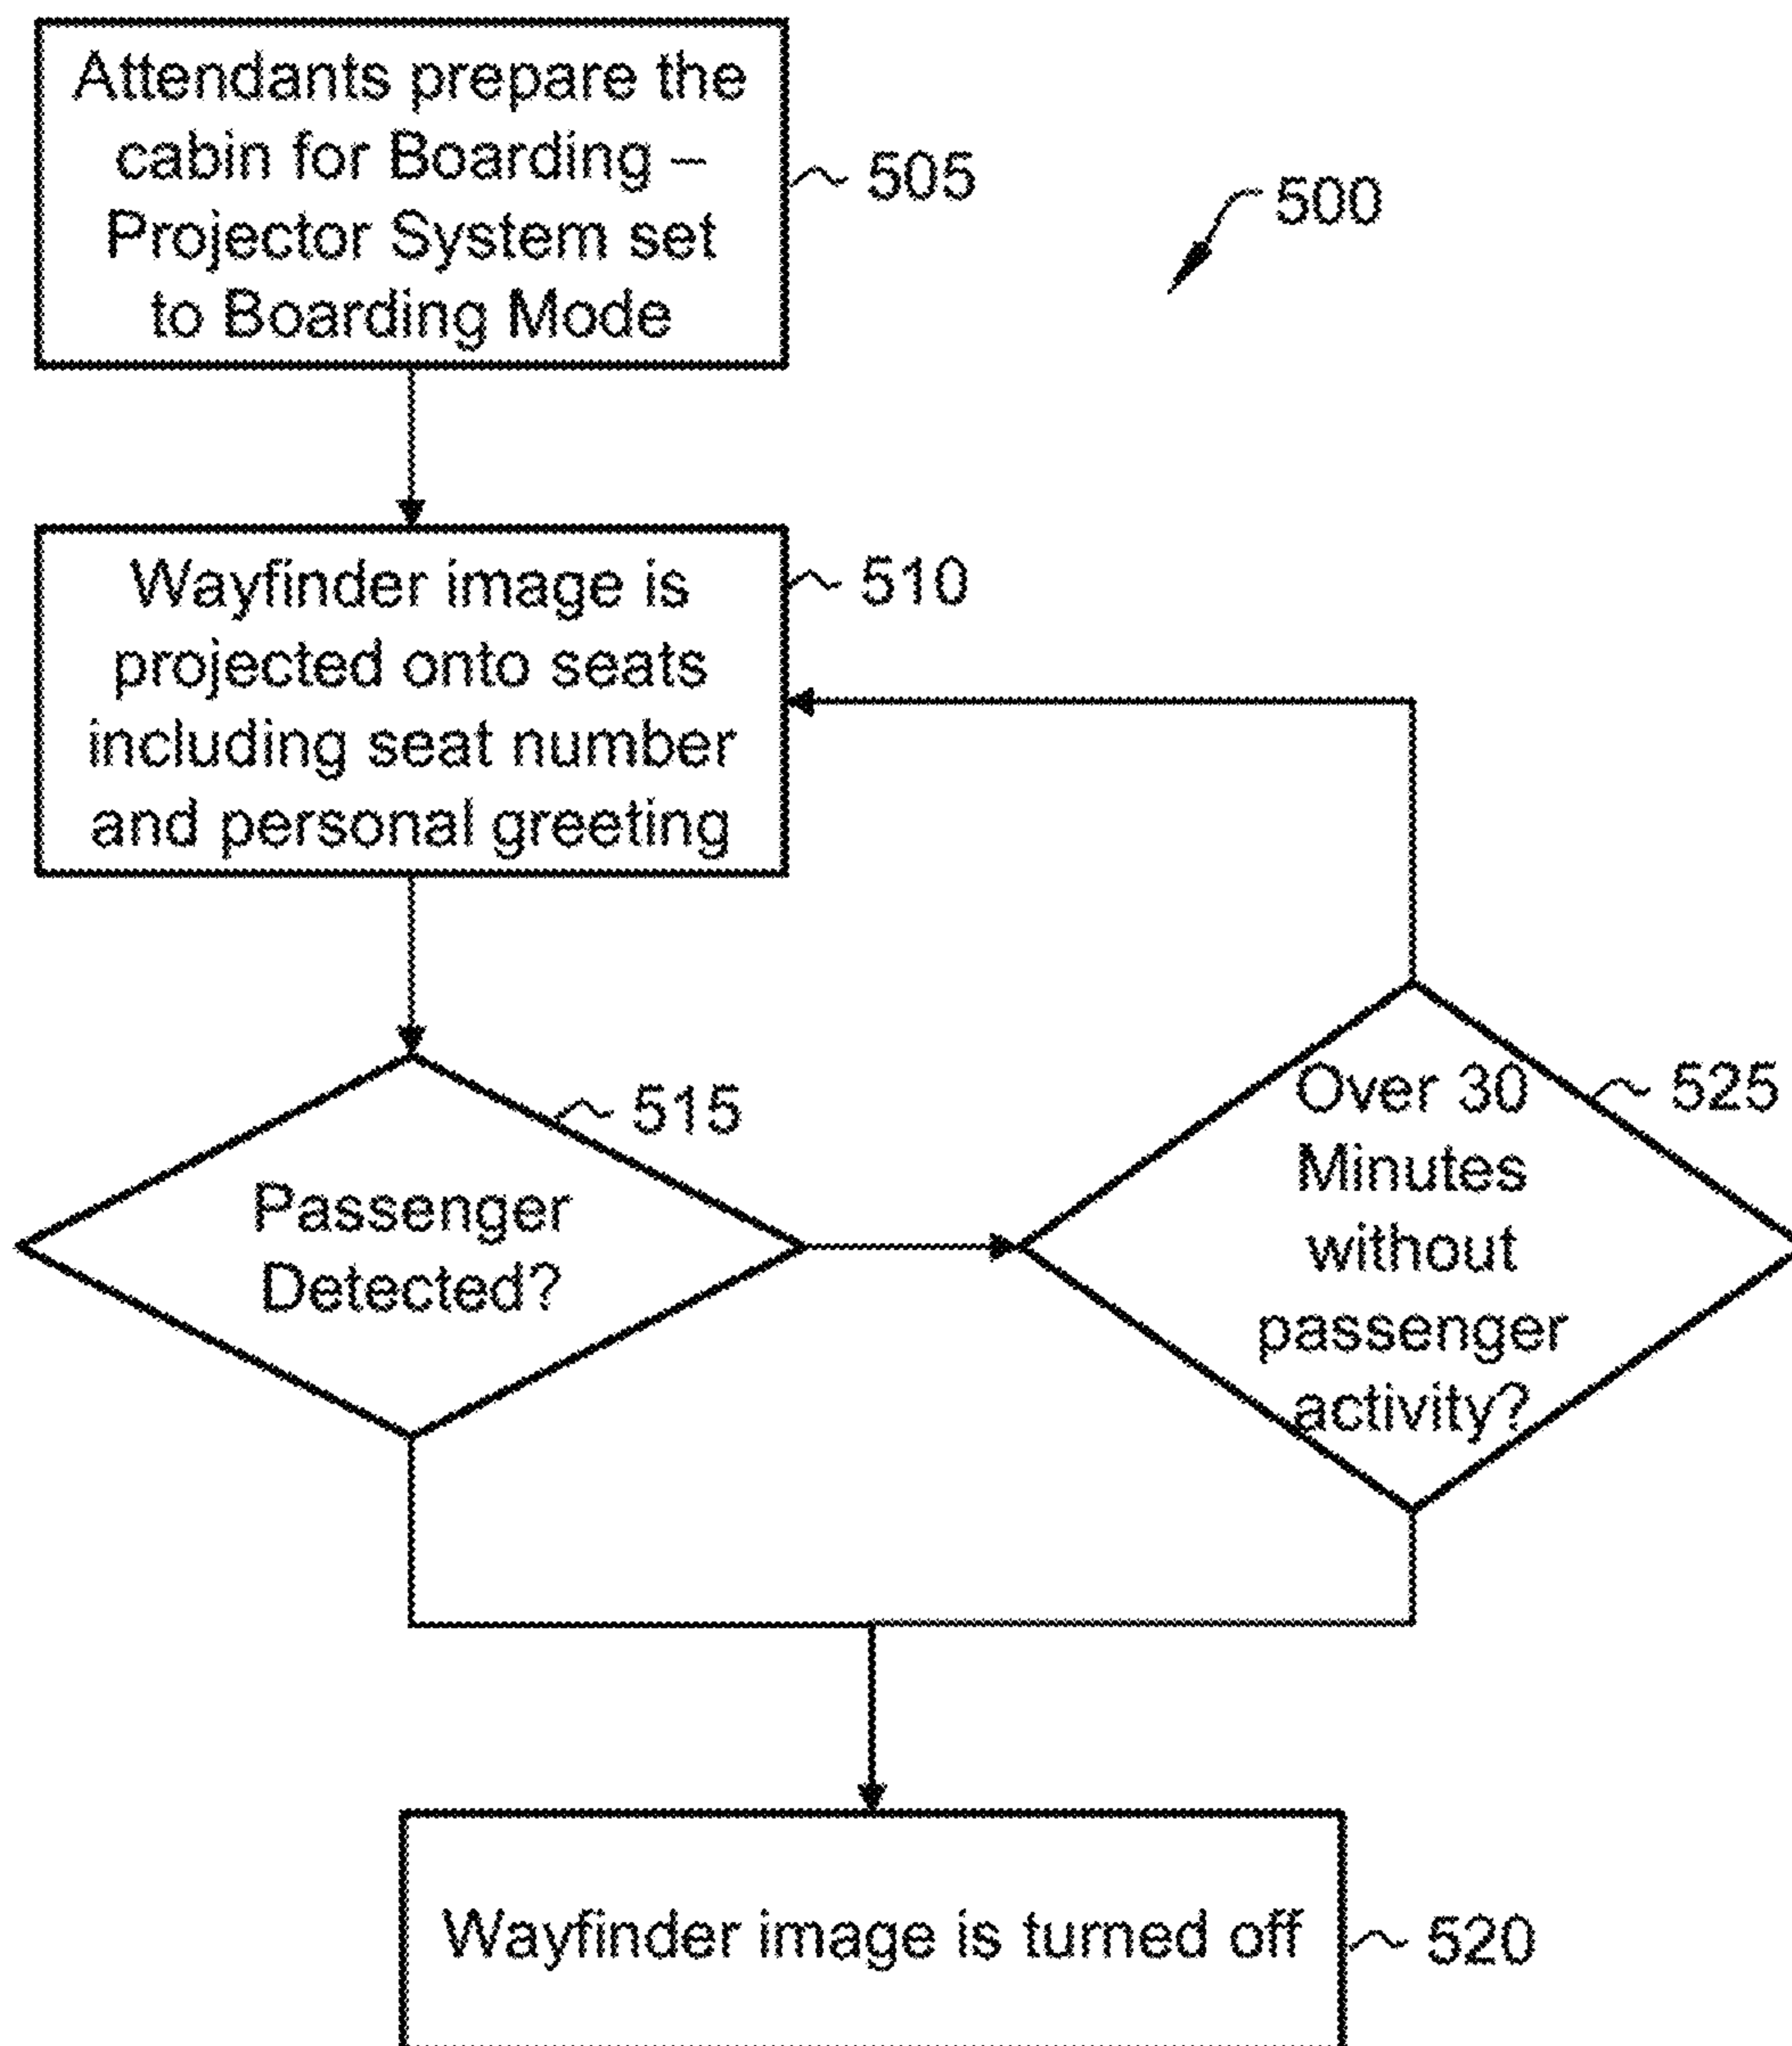 Attendants prepare the
cabin for Boarding –
Projector System set
to Boarding Mode
505
500
Wayfinder image is
projected onto seats
including seat number
and personal greeting
510
Passenger
Detected?
515
Over 30
Minutes
without
passenger
activity?
525
Wayfinder image is turned off
520